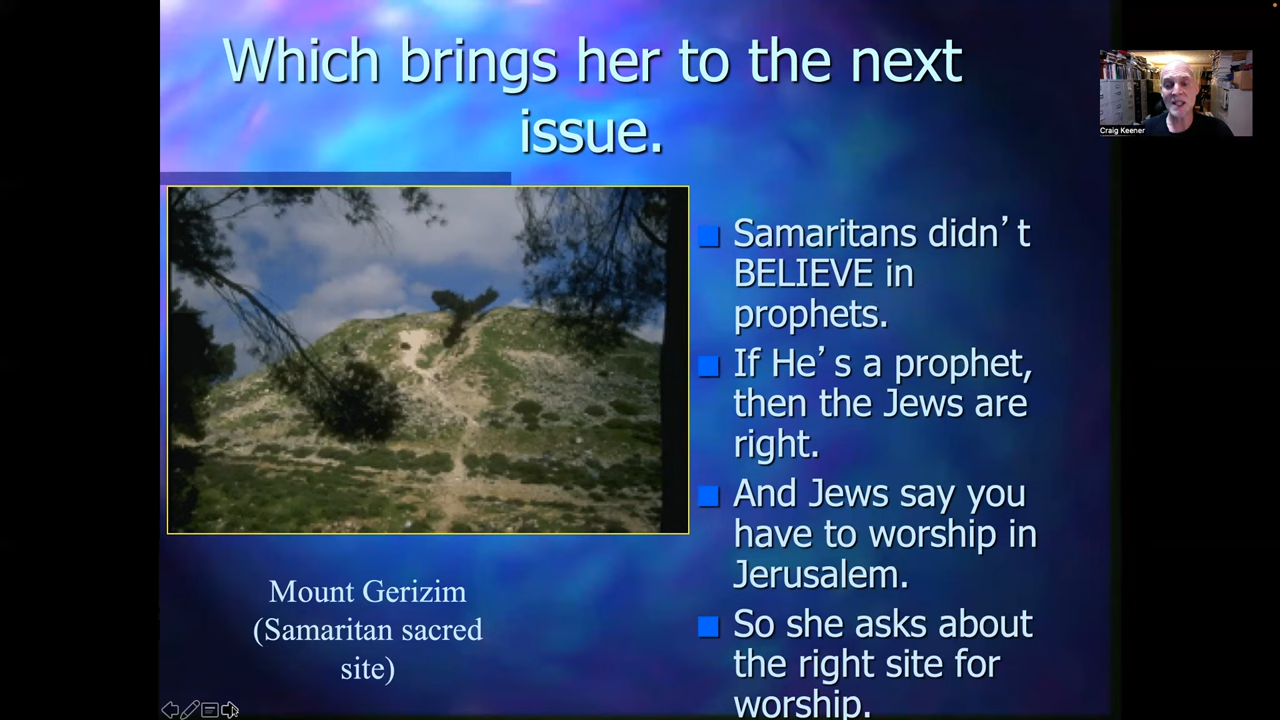 Which brings her to the next
issue.
Craig Keener
Samaritans didn’t
BELIEVE in
prophets.
If He’s a prophet,
then the Jews are
right.
And Jews say you
have to worship in
Jerusalem.
So she asks about
the right site for
worship.
Mount Gerizim
(Samaritan sacred
site)